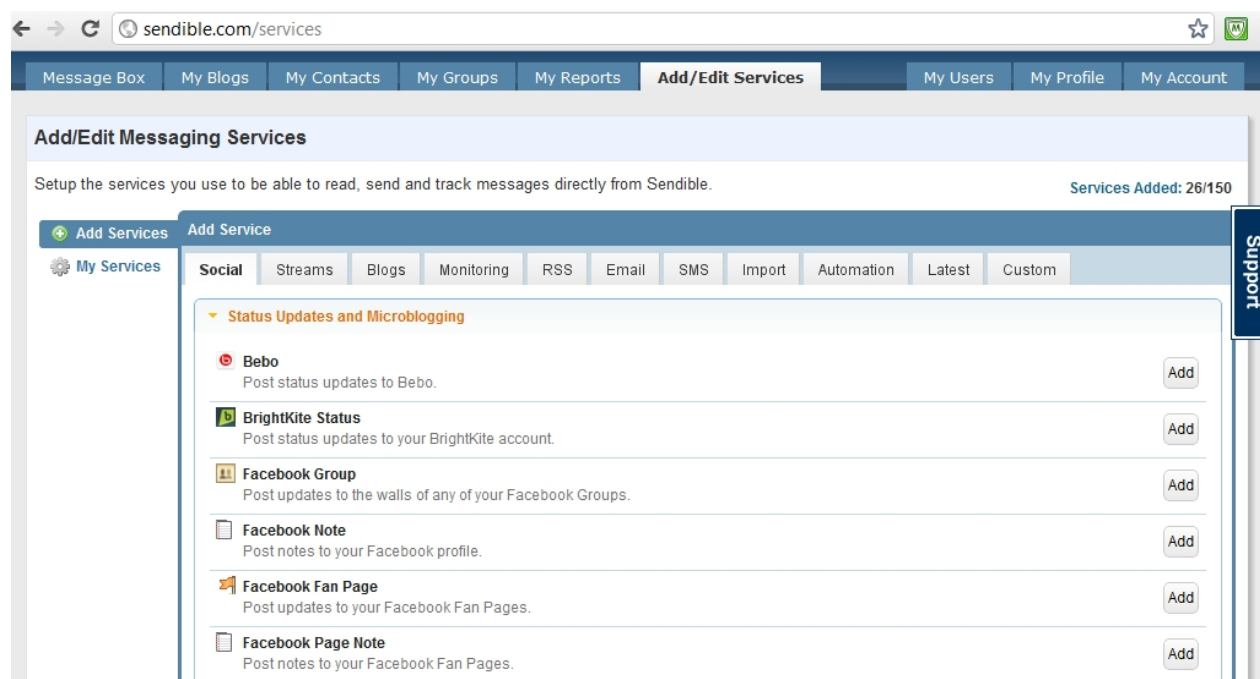 sendible.com/services
Message Box My Blogs My Contacts My Groups My Reports Add/Edit Services My Users My Profile My Account
Add/Edit Messaging Services
Setup the services you use to be able to read, send and track messages directly from Sendible.
Services Added: 26/150
Add Services
My Services
Add Service
Social Streams Blogs Monitoring RSS Email SMS Import Automation Latest Custom
Support
Status Updates and Microblogging
Bebo
Post status updates to Bebo.
Add
BrightKite Status
Post status updates to your BrightKite account.
Add
Facebook Group
Post updates to the walls of any of your Facebook Groups.
Add
Facebook Note
Post notes to your Facebook profile.
Add
Facebook Fan Page
Post updates to your Facebook Fan Pages.
Add
Facebook Page Note
Post notes to your Facebook Fan Pages.
Add